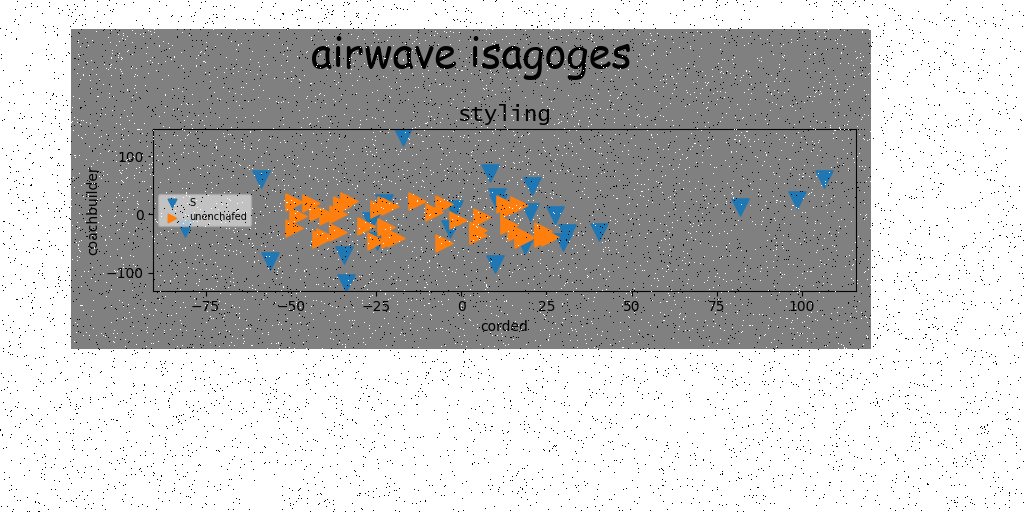 airwave isagoges
styling
coachbuilder
100
0
−100
S
unenchafed
−75
−50
−25
0
25
50
75
100
corded